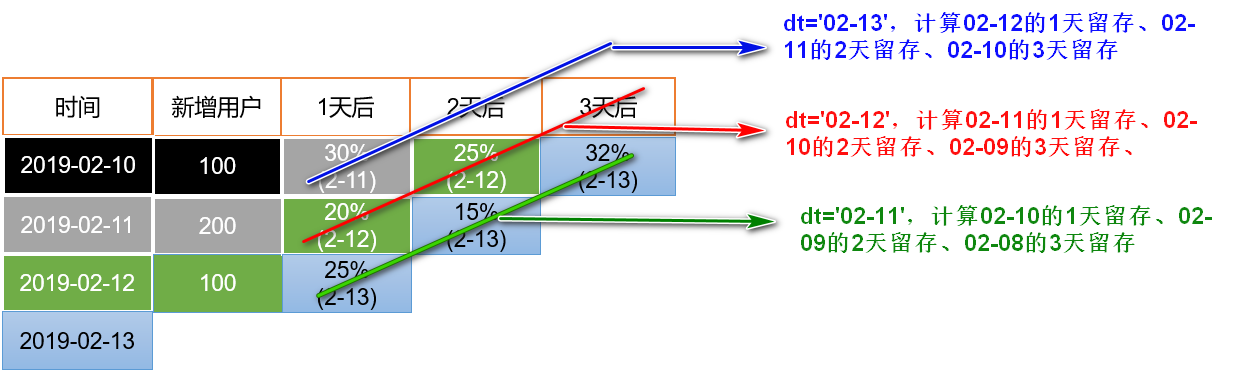 dt='02-13'，计算02-12的1天留存、02-
11的2天留存、02-10的3天留存
时间 新增用户 1天后 2天后 3天后
dt='02-12'，计算02-11的1天留存、02-
10的2天留存、02-09的3天留存、
2019-02-10 100 30% 25% 32%
(2-11) (2-12) (2-13)
2019-02-11 200 20% 15%
(2-12) (2-13)
dt='02-11'，计算02-10的1天留存、02-
09的2天留存、02-08的3天留存
2019-02-12 100 25%
(2-13)
2019-02-13